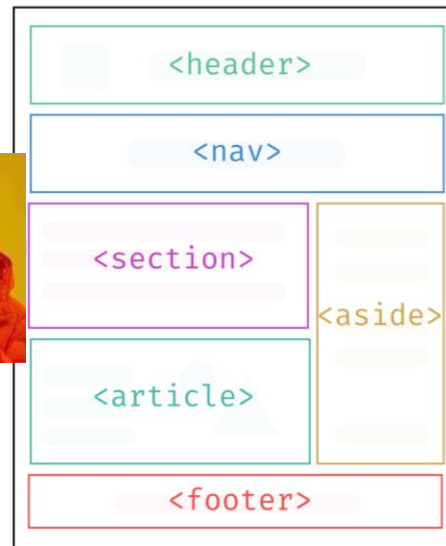 <header>
<nav>
<section>
<aside>
<article>
<footer>